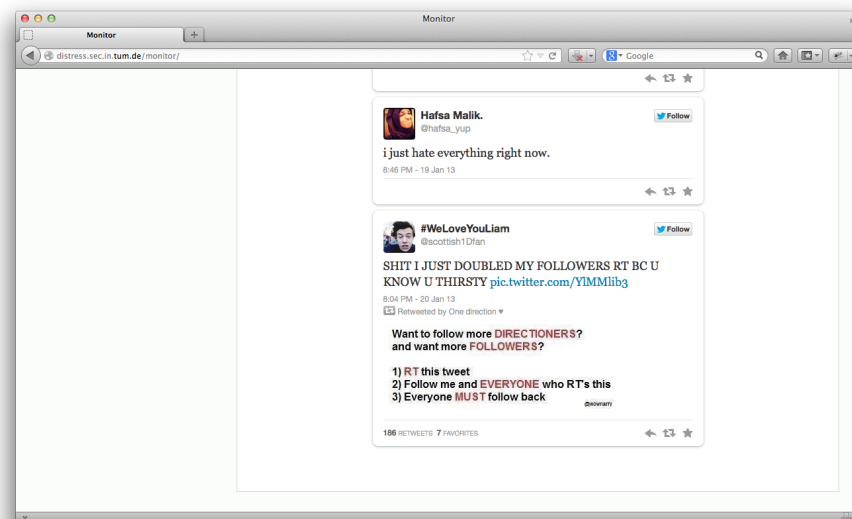 Monitor
Monitor
distress.sec.in.tum.de/monitor/
Google
Hafsa Malik.
Follow
@hafsa_yup
i just hate everything right now.
8:46 PM - 19 Jan 13
#WeLoveYouLiam
Follow
@scottish1Dfan
SHIT I JUST DOUBLED MY FOLLOWERS RT BC U
KNOW U THIRSTY pic.twitter.com/YlMMlib3
8:04 PM - 20 Jan 13
Retweeted by One direction ♥
Want to follow more DIRECTIONERS?
and want more FOLLOWERS?
1) RT this tweet
2) Follow me and EVERYONE who RT's this
3) Everyone MUST follow back
186 RETWEETS 7 FAVORITES